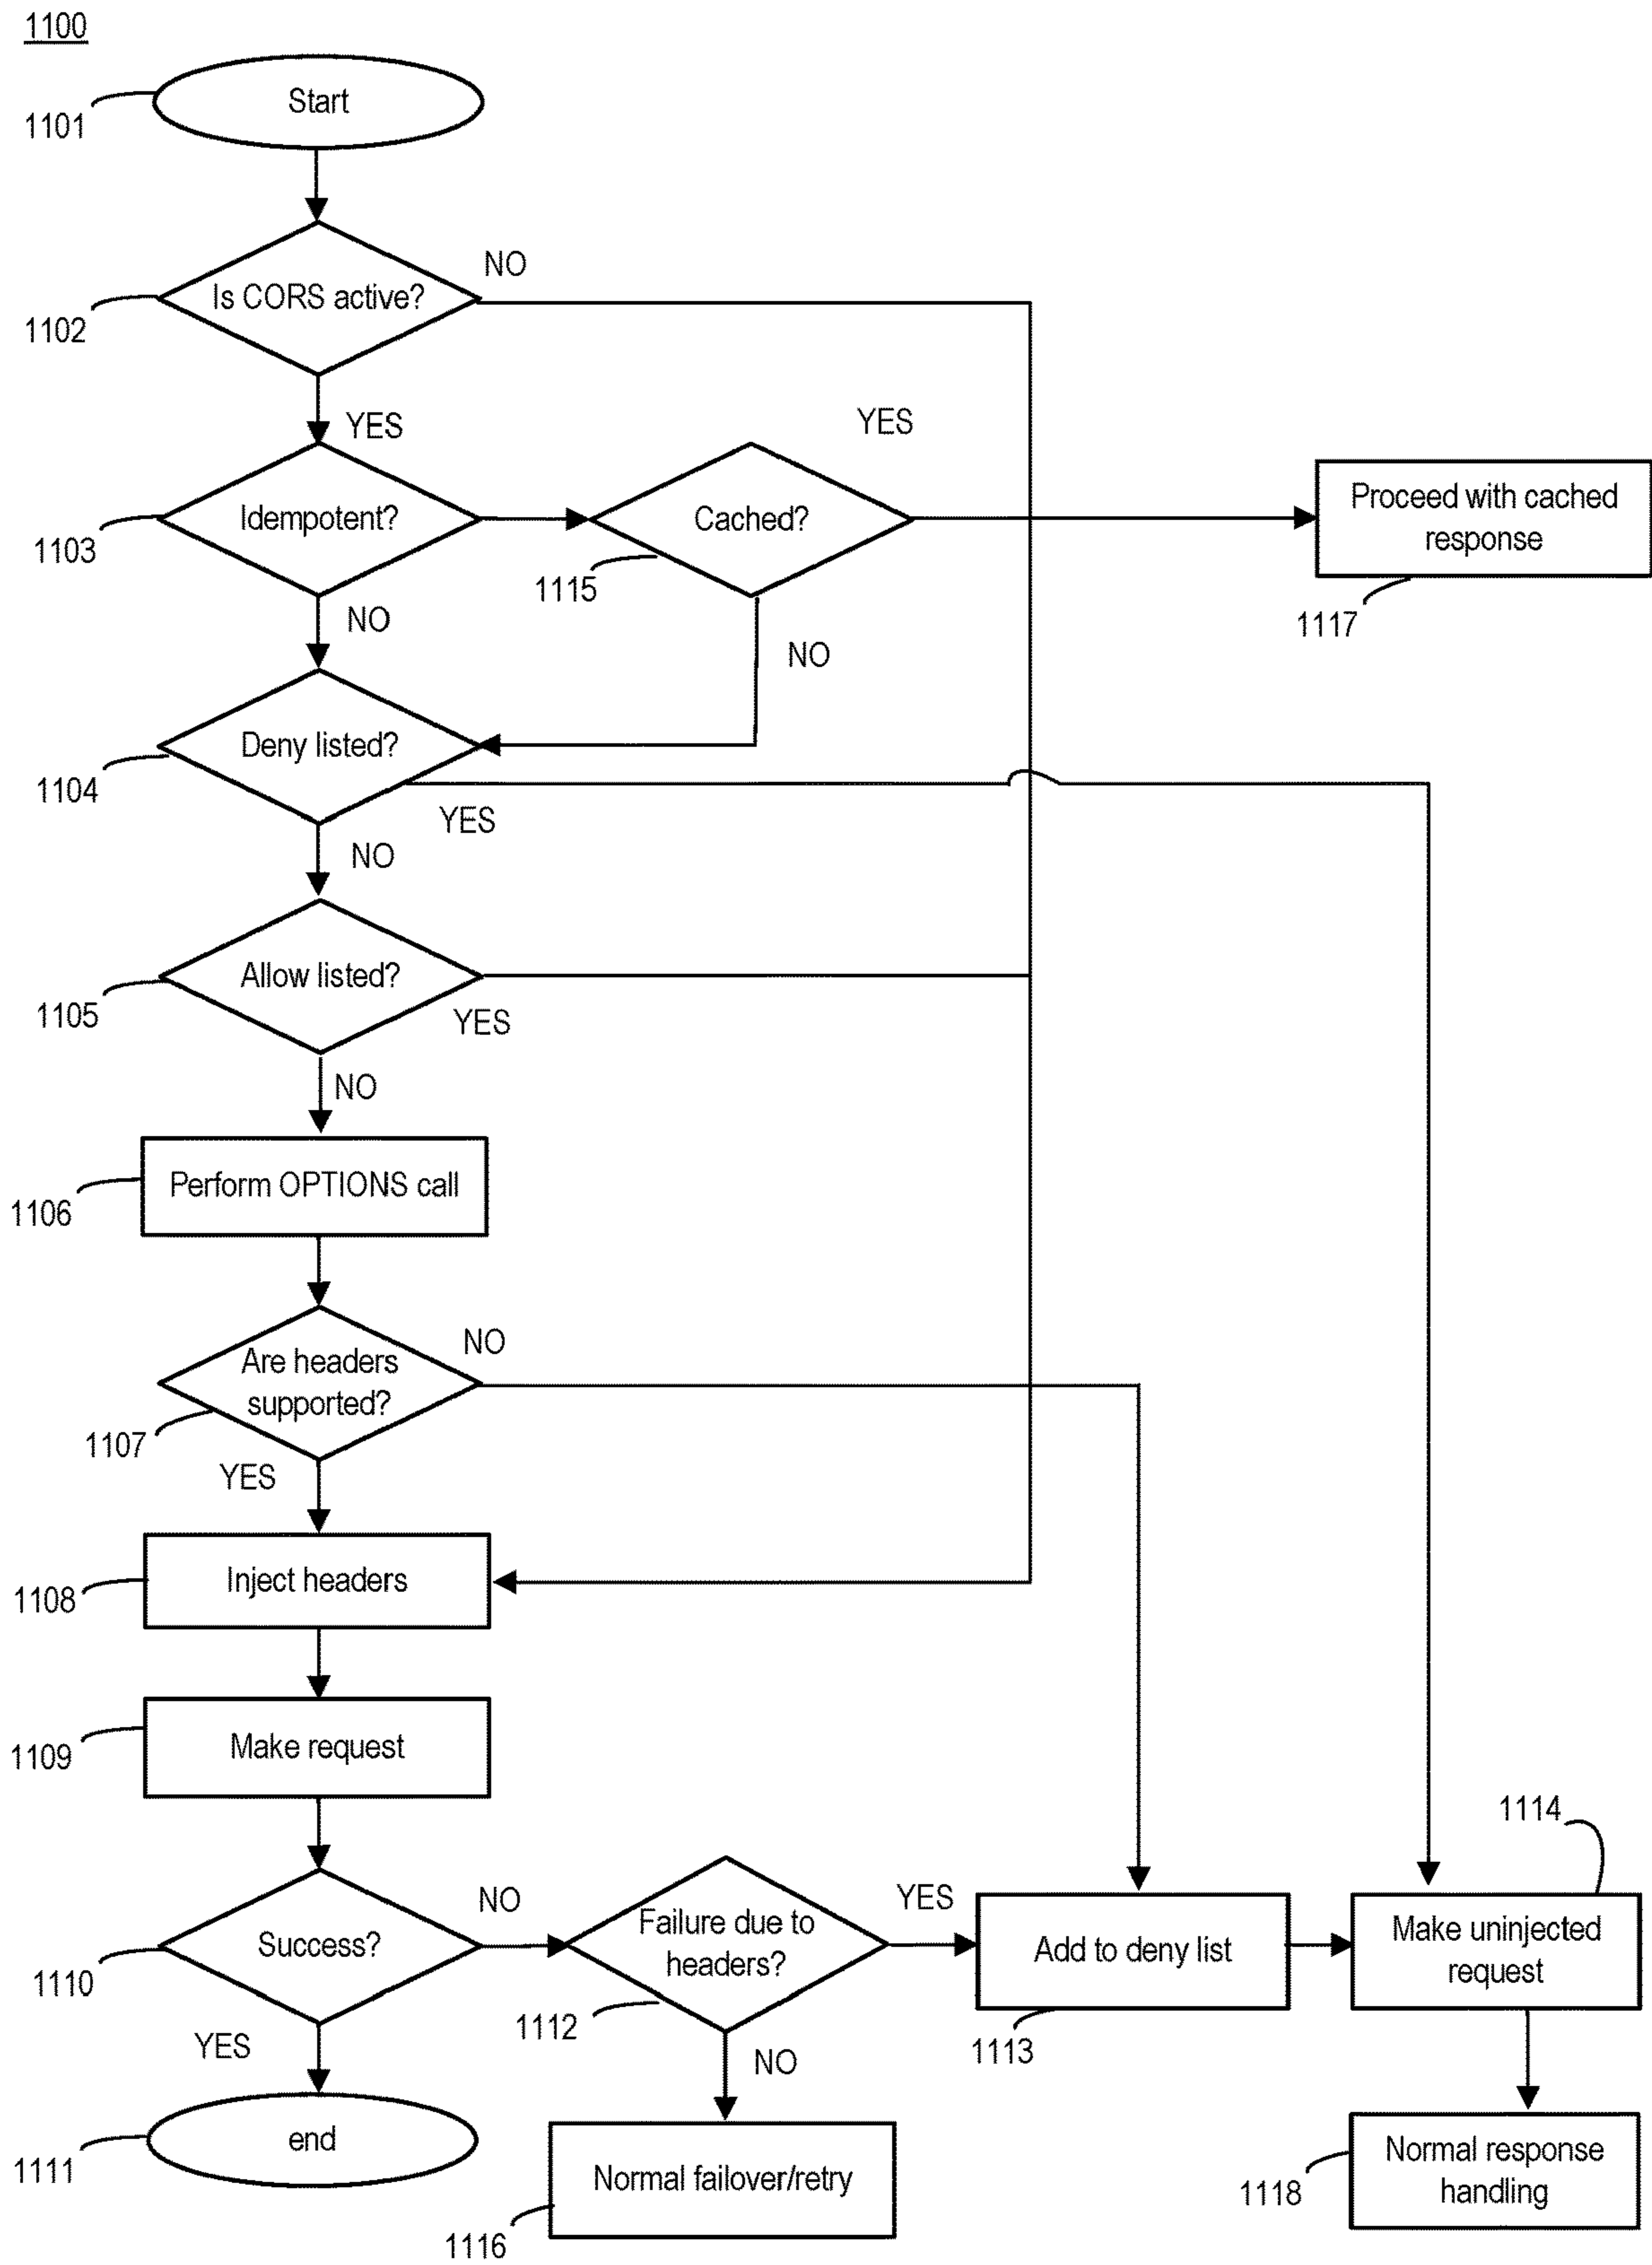 1100
Start
1101
NO
Is CORS active?
1102
YES
YES
Idempotent?
Cached?
Proceed with cached
response
1103
1115
1117
NO
NO
Deny listed?
1104
YES
NO
Allow listed?
1105
YES
NO
Perform OPTIONS call
1106
NO
Are headers
supported?
1107
YES
Inject headers
1108
Make request
1109
1114
NO
YES
Success?
Failure due to
headers?
Add to deny list
Make uninjected
request
1110
1112
1113
YES
NO
end
1111
Normal failover/retry
1116
Normal response
handling
1118